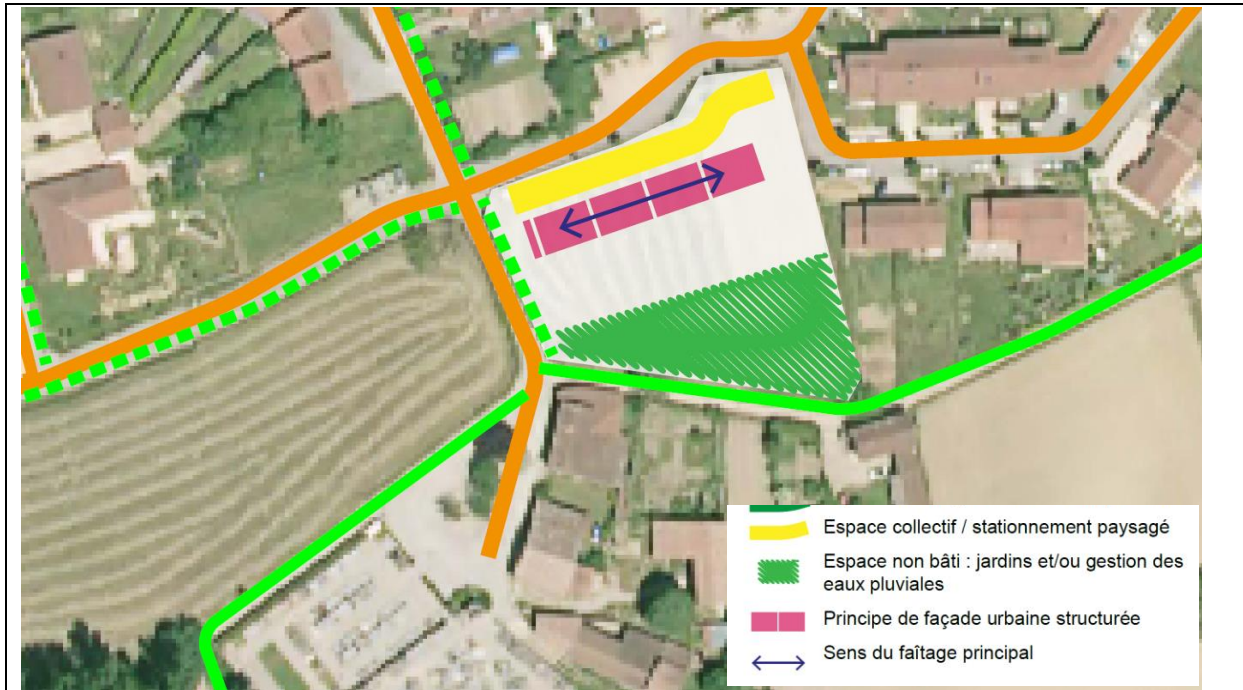 Espace collectif / stationnement paysagé
Espace non bâti : jardins et/ou gestion des
eaux pluviales
Principe de façade urbaine structurée
Sens du faîtage principal